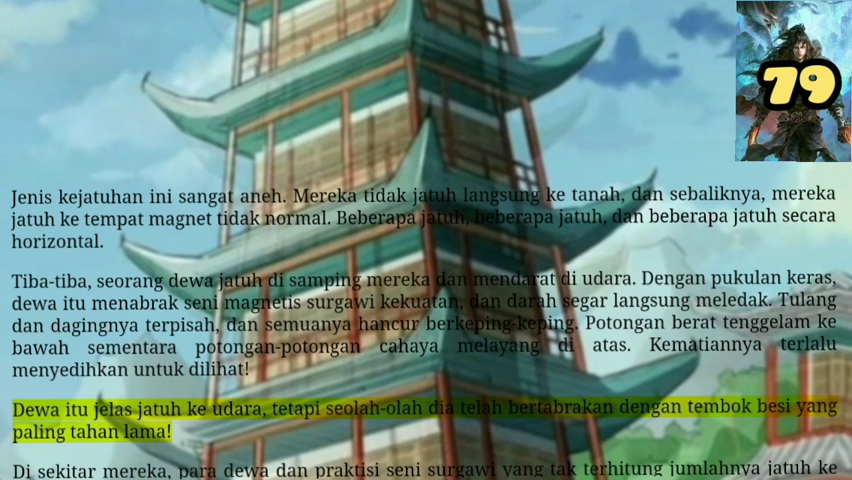 79
Jenis kejatuhan ini sangat aneh. Mereka tidak jatuh langsung ke tanah, dan sebaliknya, mereka
jatuh ke tempat magnet tidak normal. Beberapa jatuh, beberapa jatuh, dan beberapa jatuh secara
horizontal.
Tiba-tiba, seorang dewa jatuh di samping mereka dan mendarat di udara. Dengan pukulan keras,
dewa itu menabrak seni magnetis surgawi kekuatan, dan darah segar langsung meledak. Tulang
dan dagingnya terpisah, dan semuanya hancur berkeping-keping. Potongan berat tenggelam ke
bawah sementara potongan-potongan cahaya melayang di atas. Kematiannya terlalu
menyedihkan untuk dilihat!
Dewa itu jelas jatuh ke udara, tetapi seolah-olah dia telah bertabrakan dengan tembok besi yang
paling tahan lama!
Di sekitar mereka, para dewa dan praktisi seni surgawi yang tak terhitung jumlahnya jatuh ke